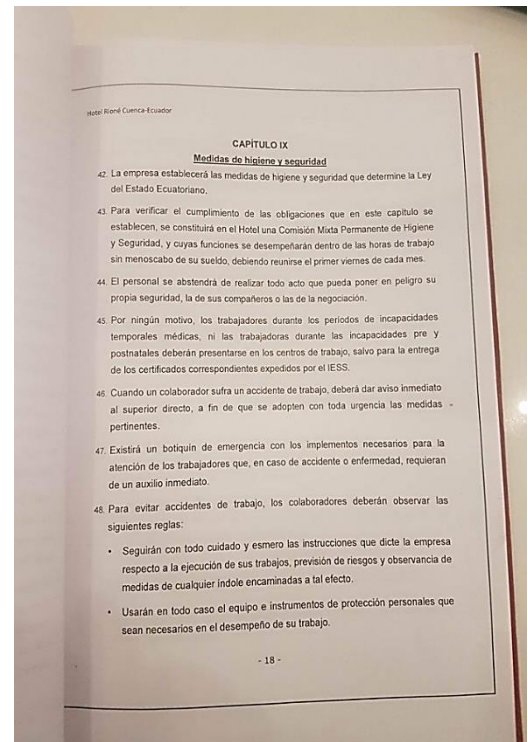 Hotel Rioné Cuenca-Ecuador
CAPÍTULO IX
Medidas de higiene y seguridad
42. La empresa establecerá las medidas de higiene y seguridad que determine la Ley
del Estado Ecuatoriano.
43. Para verificar el cumplimiento de las obligaciones que en este capítulo se
establecen, se constituirá en el Hotel una Comisión Mixta Permanente de Higiene
y Seguridad, y cuyas funciones se desempeñarán dentro de las horas de trabajo
sin menoscabo de su sueldo, debiendo reunirse el primer viernes de cada mes.
44. El personal se abstendrá de realizar todo acto que pueda poner en peligro su
propia seguridad, la de sus compañeros o las de la negociación.
45. Por ningún motivo, los trabajadores durante los periodos de incapacidades
temporales médicas, ni las trabajadoras durante las incapacidades pre y
postnatales deberán presentarse en los centros de trabajo, salvo para la entrega
de los certificados correspondientes expedidos por el IESS.
46. Cuando un colaborador sufra un accidente de trabajo, deberá dar aviso inmediato
al superior directo, a fin de que se adopten con toda urgencia las medidas -
pertinentes.
47. Existirá un botiquín de emergencia con los implementos necesarios para la
atención de los trabajadores que, en caso de accidente o enfermedad, requieran
de un auxilio inmediato.
48. Para evitar accidentes de trabajo, los colaboradores deberán observar las
siguientes reglas:
• Seguirán con todo cuidado y esmero las instrucciones que dicte la empresa
respecto a la ejecución de sus trabajos, previsión de riesgos y observancia de
medidas de cualquier índole encaminadas a tal efecto.
• Usarán en todo caso el equipo e instrumentos de protección personales que
sean necesarios en el desempeño de su trabajo.
- 18 -